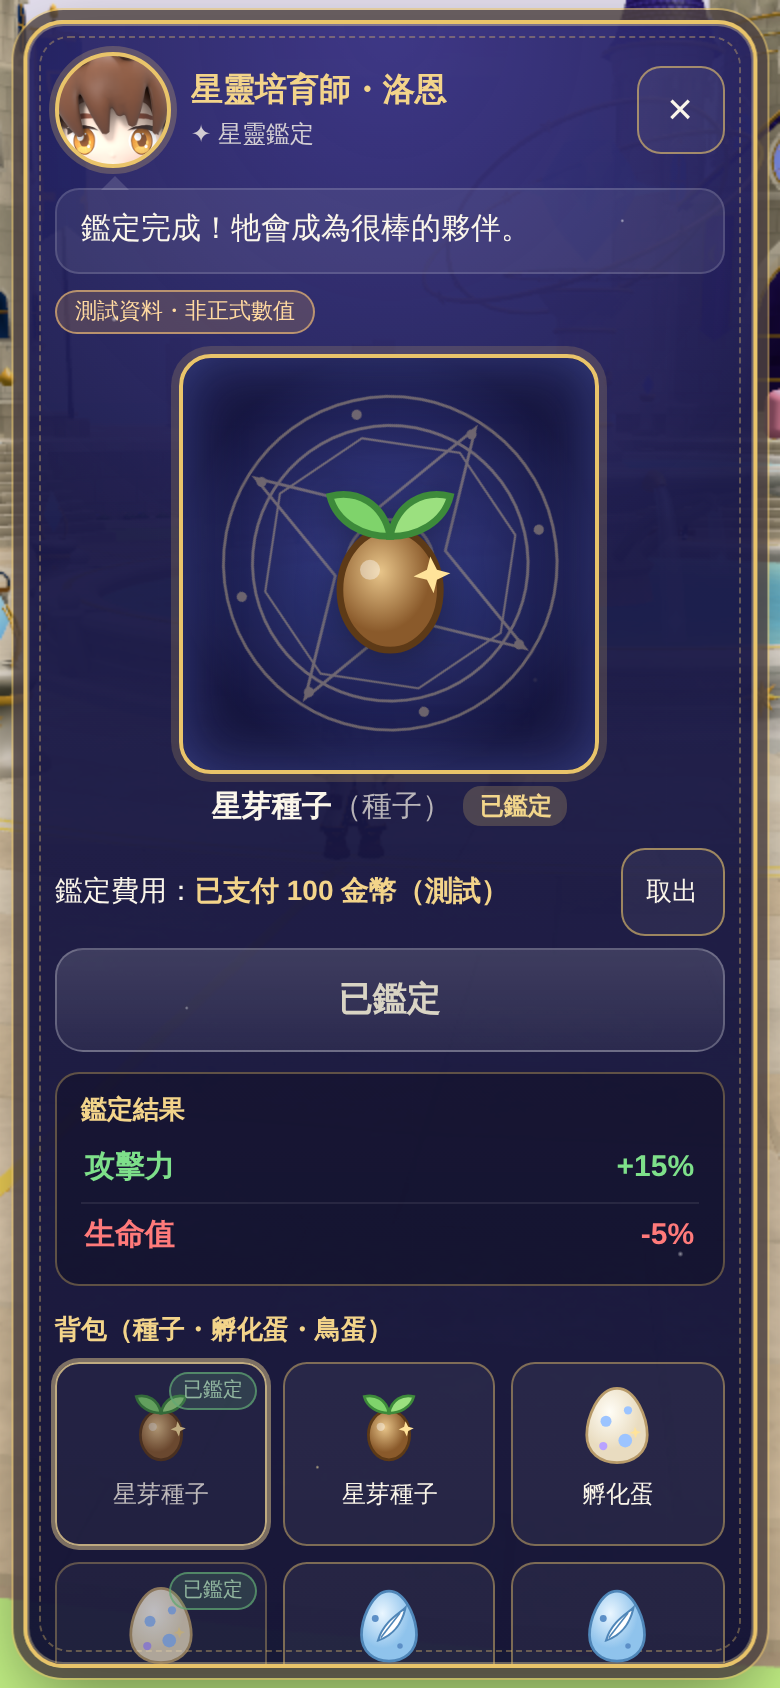 星靈培育師・洛恩
✦ 星靈鑑定
✕
鑑定完成！牠會成為很棒的夥伴。
測試資料・非正式數值
星芽種子（種子） 已鑑定
鑑定費用：已支付 100 金幣（測試） 取出
已鑑定
鑑定結果
攻擊力 +15%
生命值 -5%
背包（種子・孵化蛋・鳥蛋）
已鑑定
星芽種子 星芽種子 孵化蛋
已鑑定